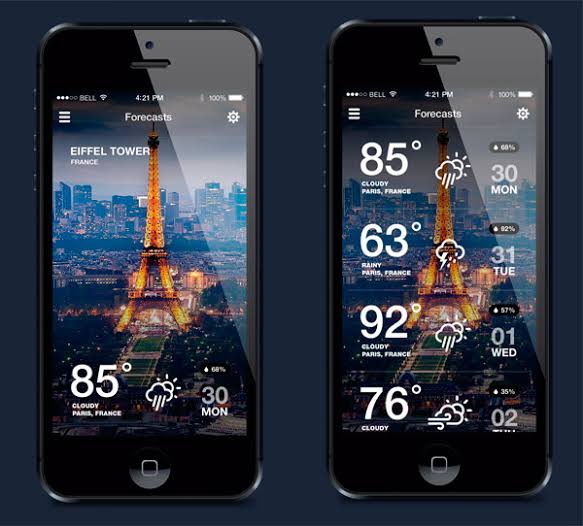 BELL
4:21 PM
100%
Forecasts
EIFFEL TOWER
FRANCE
85°
CLOUDY
PARIS, FRANCE
68%
30
MON
BELL
4:21 PM
100%
Forecasts
85°
CLOUDY
PARIS, FRANCE
68%
30
MON
63°
RAINY
PARIS, FRANCE
92%
31
TUE
92°
CLOUDY
PARIS, FRANCE
57%
01
WED
76°
CLOUDY
35%
02